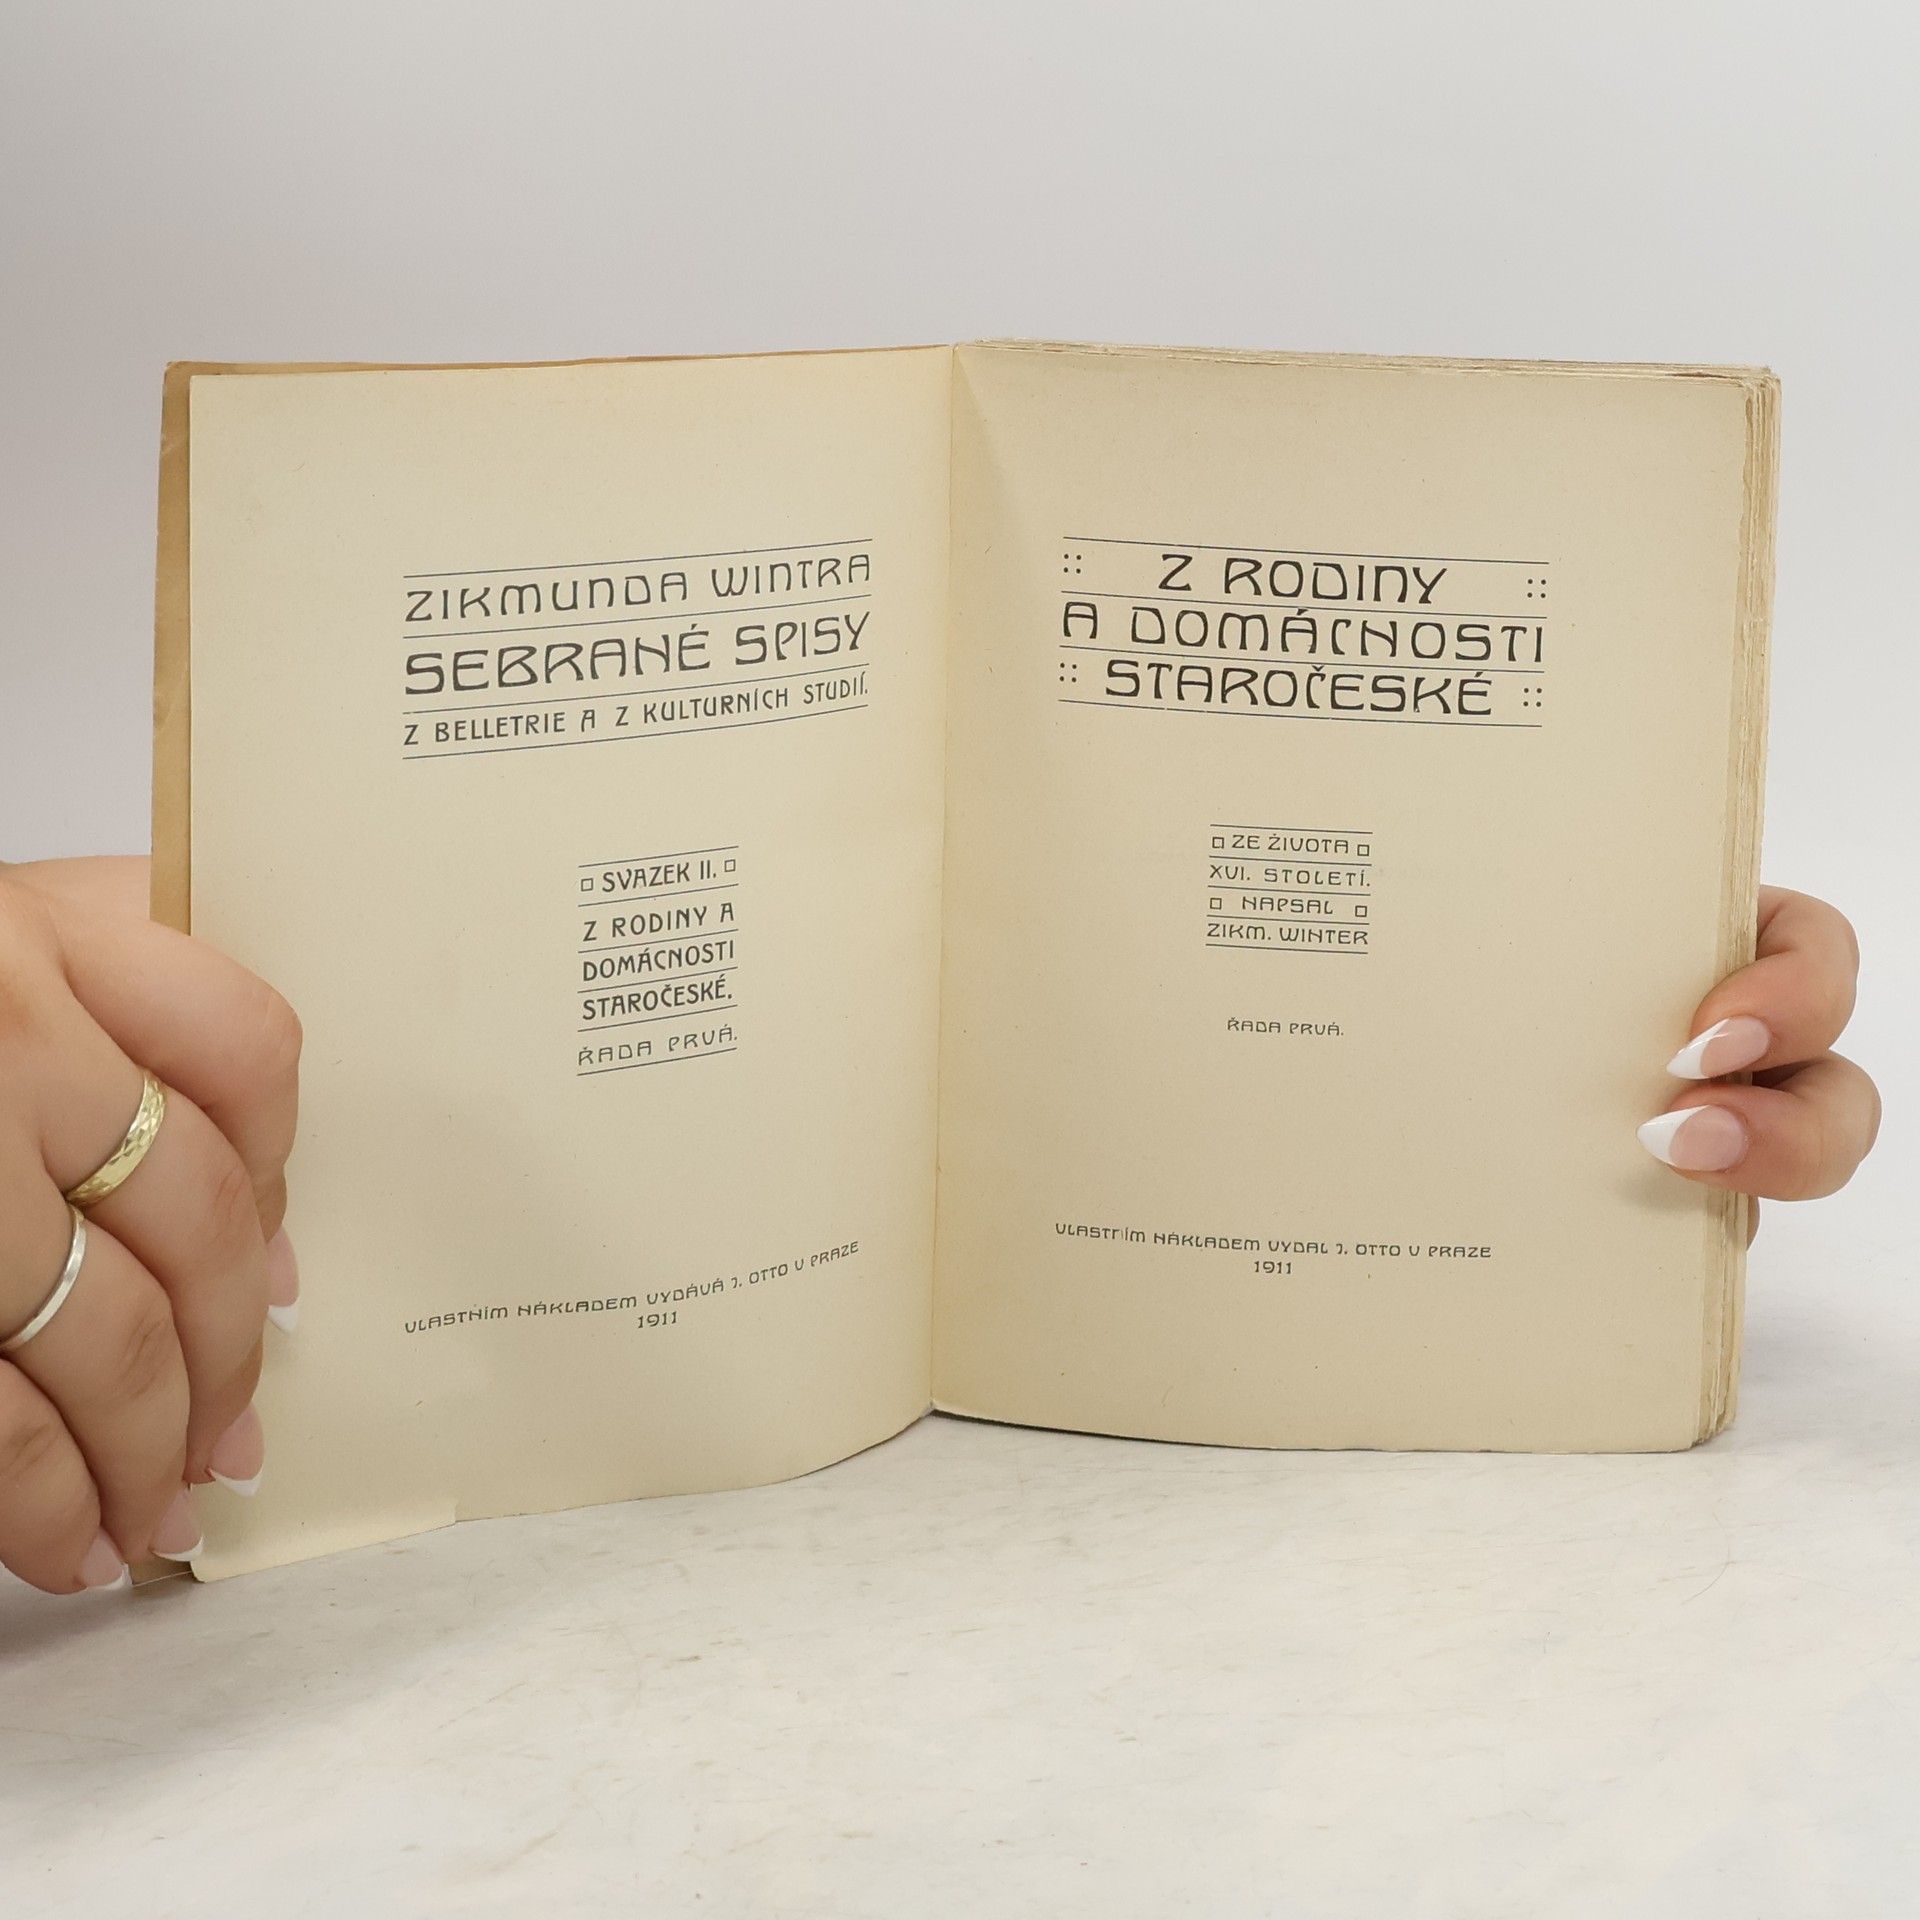 ZIKMUNDA WINTRA
SEBRANÉ SPISY
Z BELLETRIE A Z KULTURNÍCH STUDIÍ.
SVAZEK II.
Z RODINY A
DOMÁCNOSTI
STAROČESKÉ.
ŘADA PRVÁ.
VLASTNÍM NÁKLADEM VYDÁVÁ J. OTTO V PRAZE
1911
Z RODINY
A DOMÁCNOSTI
STAROČESKÉ
ZE ŽIVOTA
XVI. STOLETÍ.
NAPSAL
ZIKM. WINTER
ŘADA PRVÁ.
VLASTNÍM NÁKLADEM VYDAL J. OTTO V PRAZE
1911